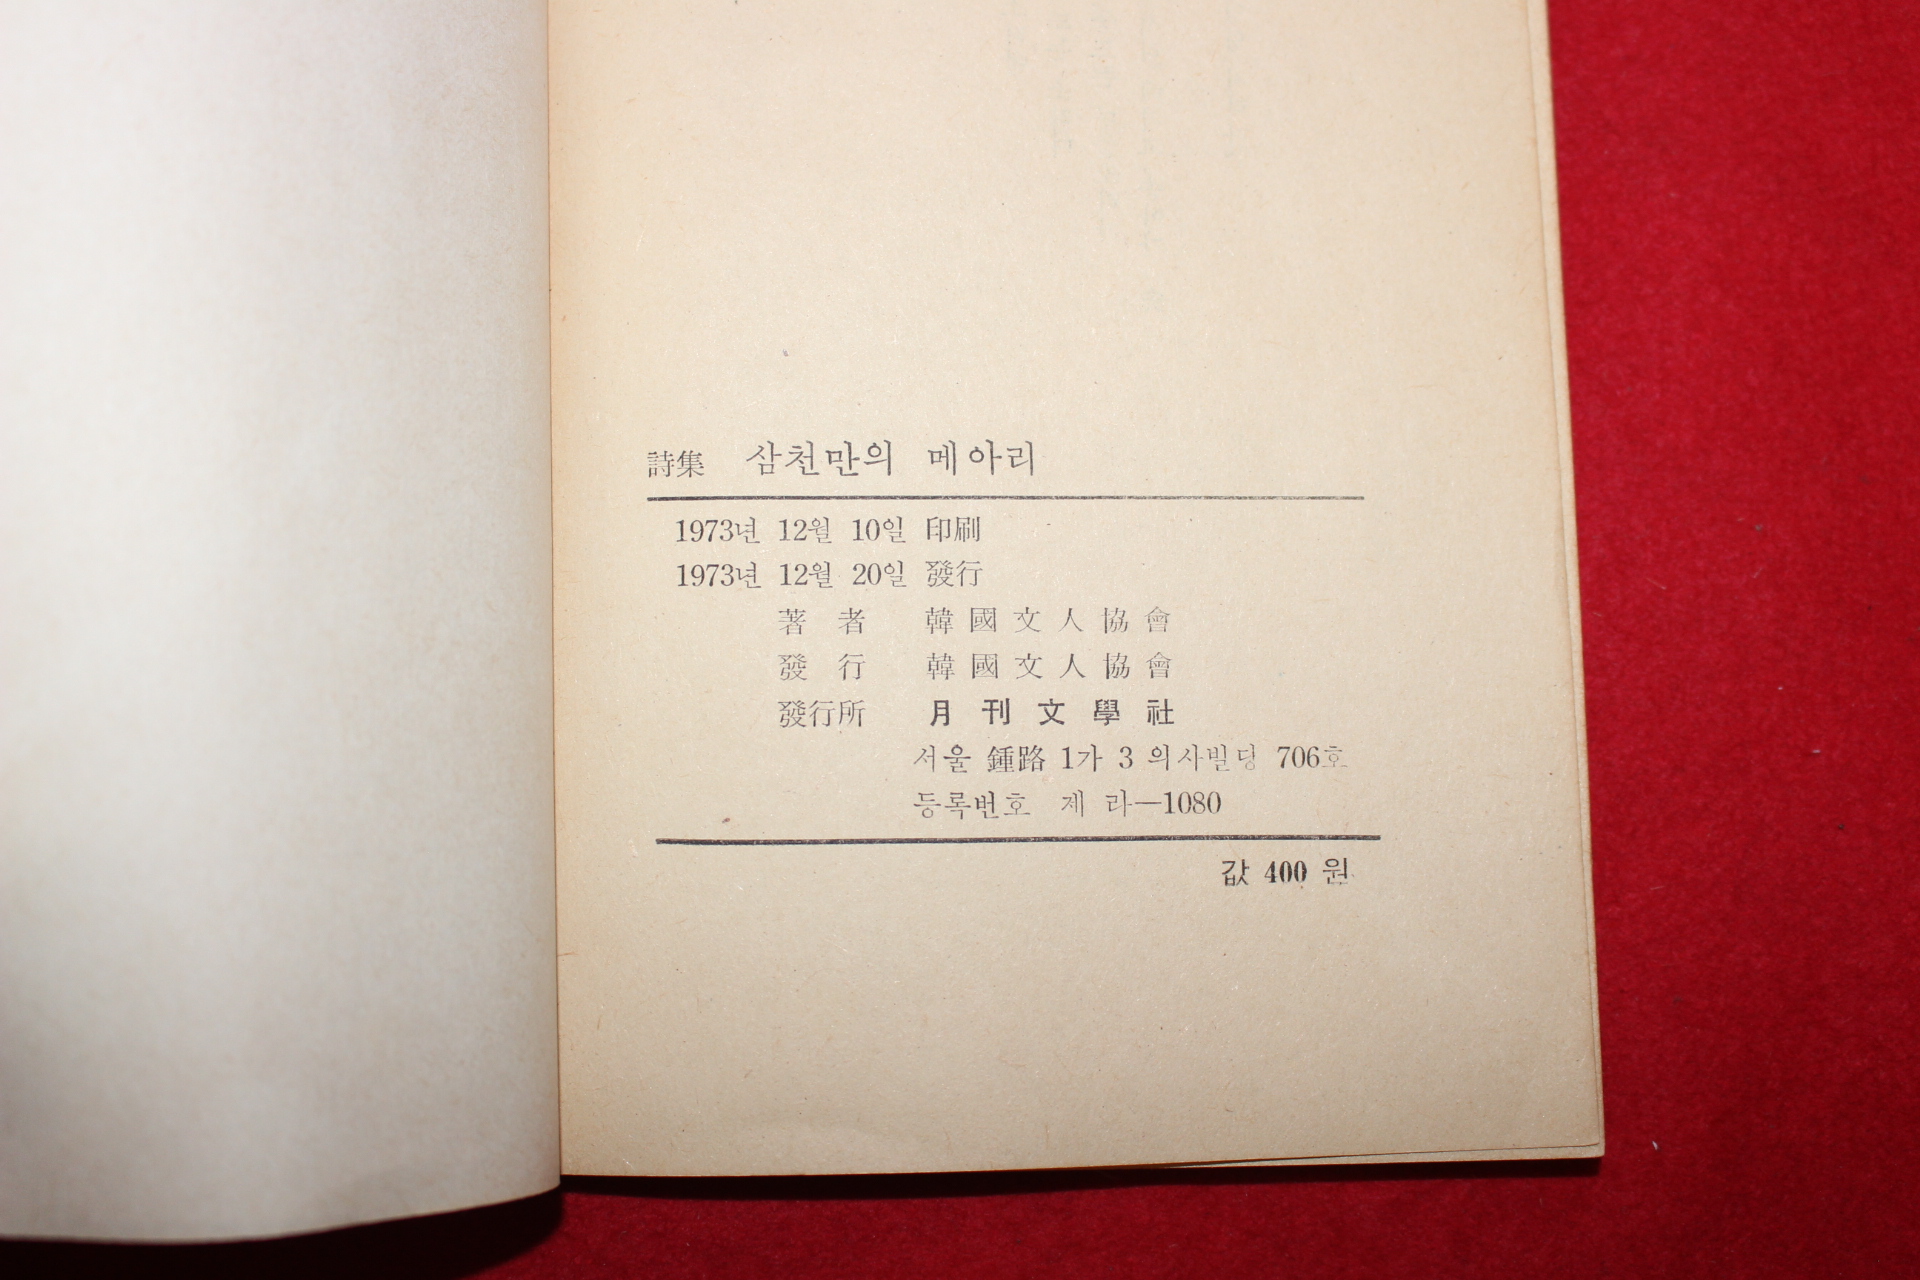 詩集 삼천만의 메아리
1973년 12월 10일 印刷
1973년 12월 20일 發行
著者 韓國文人協會
發行 韓國文人協會
發行所 月刊文學社
서울 鍾路 1가 3 의사빌딩 706호
등록번호 제 라—1080
값 400 원